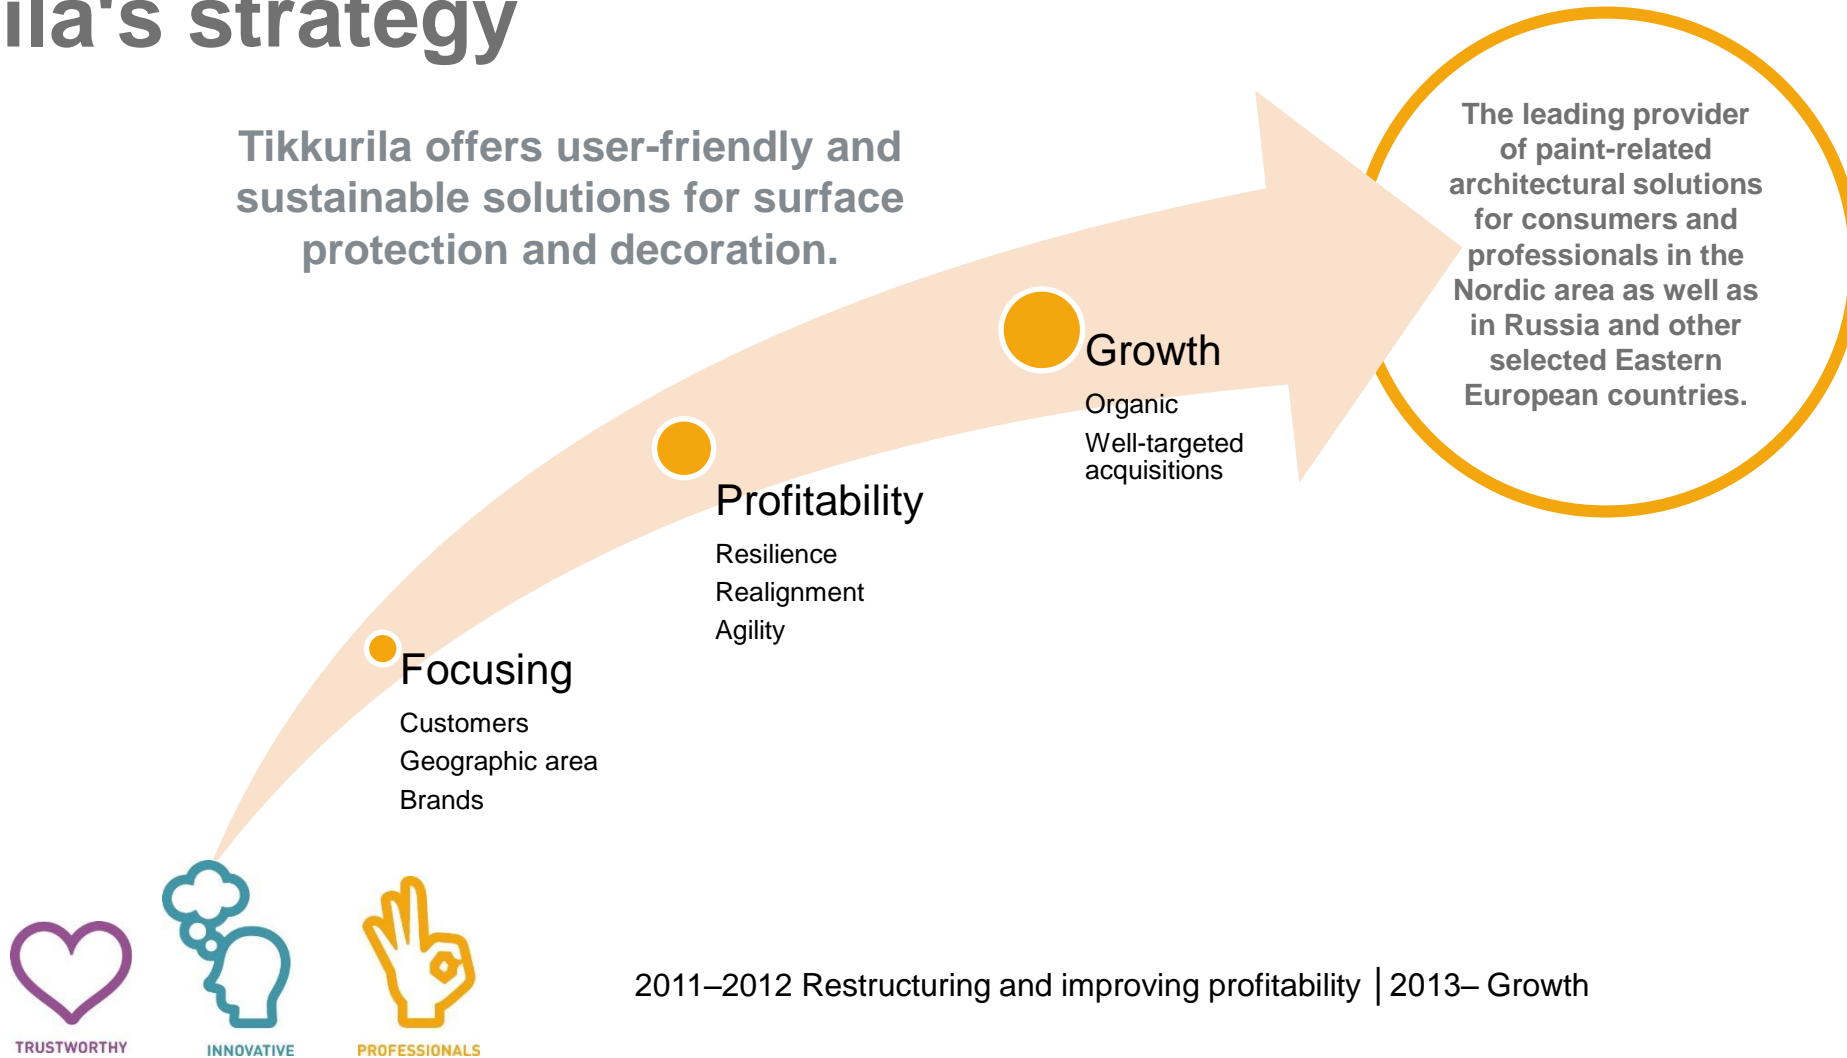 ila's strategy
Tikkurila offers user-friendly and
sustainable solutions for surface
protection and decoration.
The leading provider
of paint-related
architectural solutions
for consumers and
professionals in the
Nordic area as well as
in Russia and other
selected Eastern
European countries.
Growth
Organic
Well-targeted
acquisitions
Profitability
Resilience
Realignment
Agility
Focusing
Customers
Geographic area
Brands
2011–2012 Restructuring and improving profitability | 2013– Growth
TRUSTWORTHY
INNOVATIVE
PROFESSIONALS